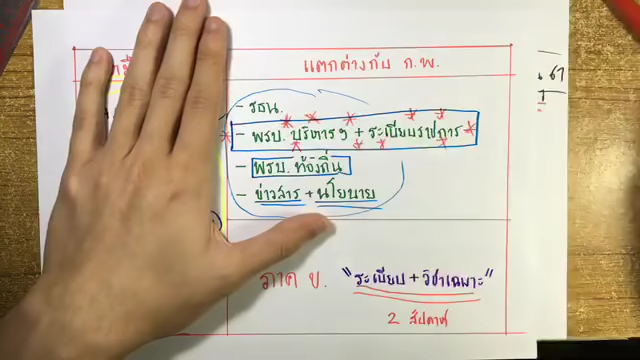 แตกต่างกับ ก.พ.
- รธน.
- พรบ. บริหารฯ + ระเบียบราชการ
- พรบ. ท้องถิ่น
- ข่าวสาร + นโยบาย
ภาค ข. "ระเบียบ + วิชาเฉพาะ"
2 สัปดาห์